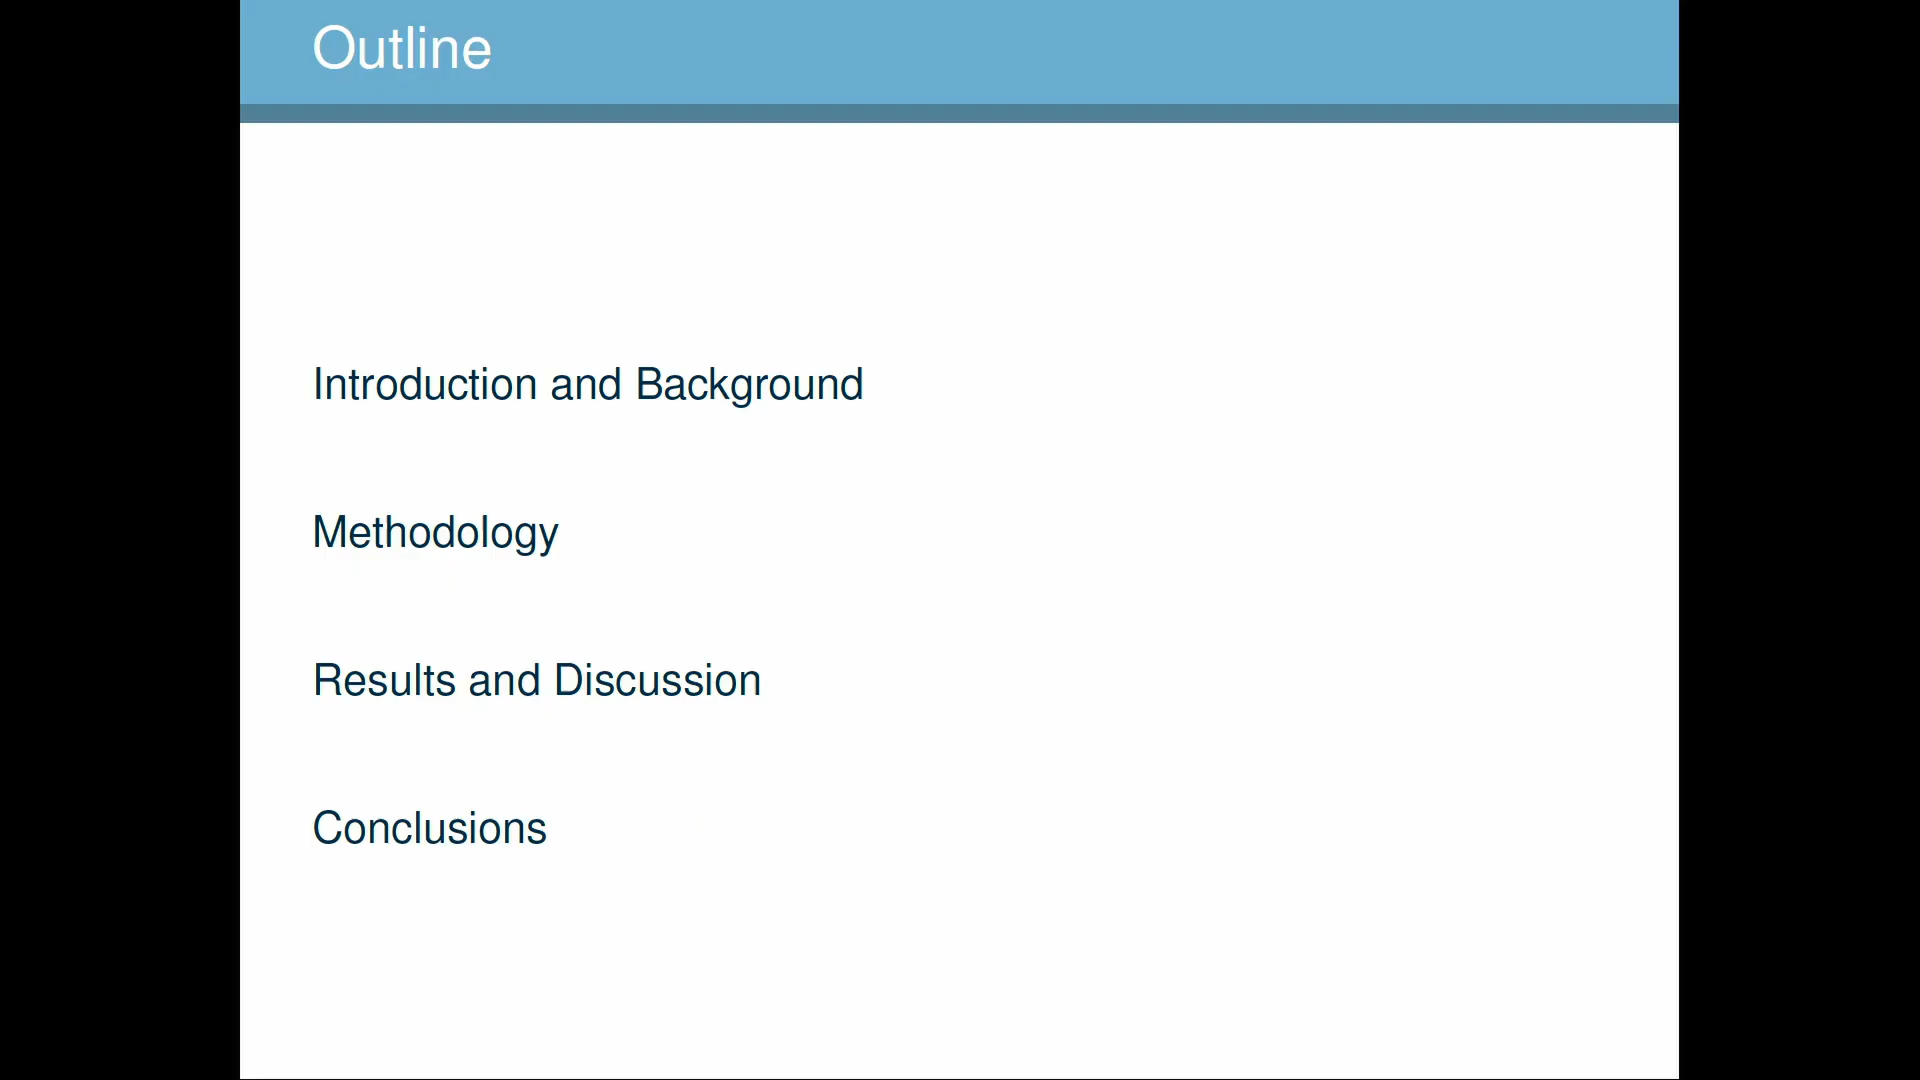 Outline
Introduction and Background
Methodology
Results and Discussion
Conclusions